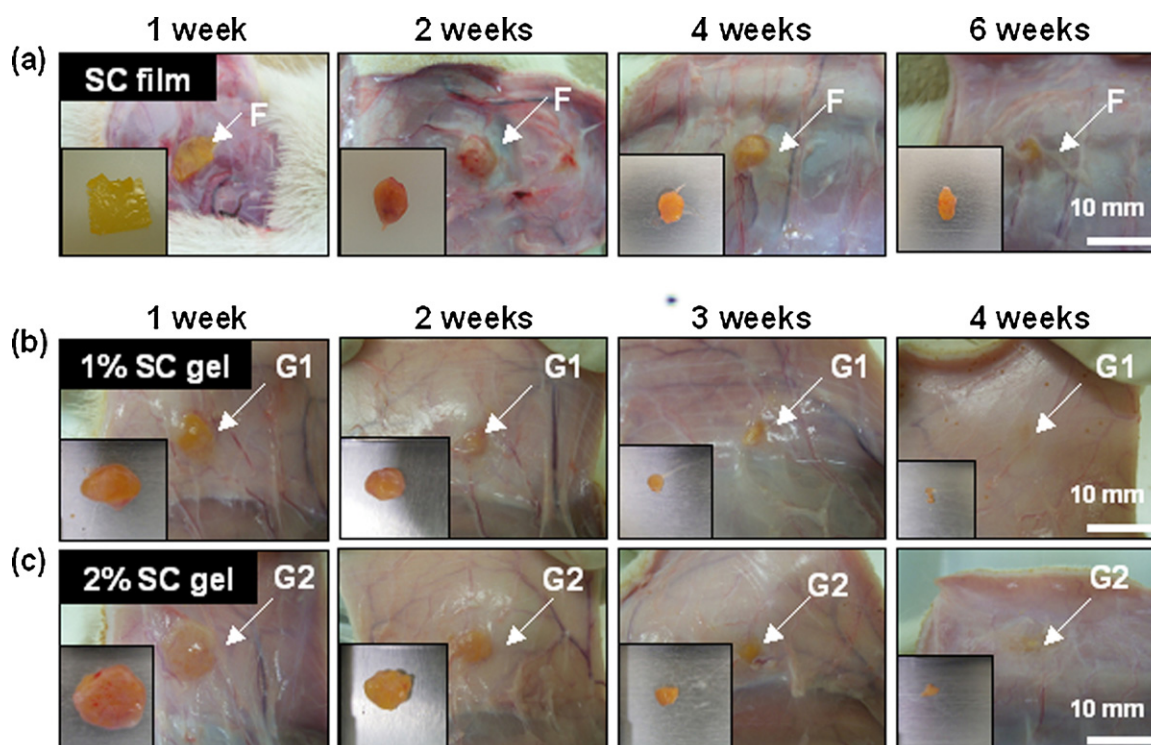 1 week 2 weeks 4 weeks 6 weeks
(a)
SC film
F F F F
10 mm
1 week 2 weeks 3 weeks 4 weeks
(b)
1% SC gel
G1 G1 G1 G1
10 mm
(c)
2% SC gel
G2 G2 G2 G2
10 mm